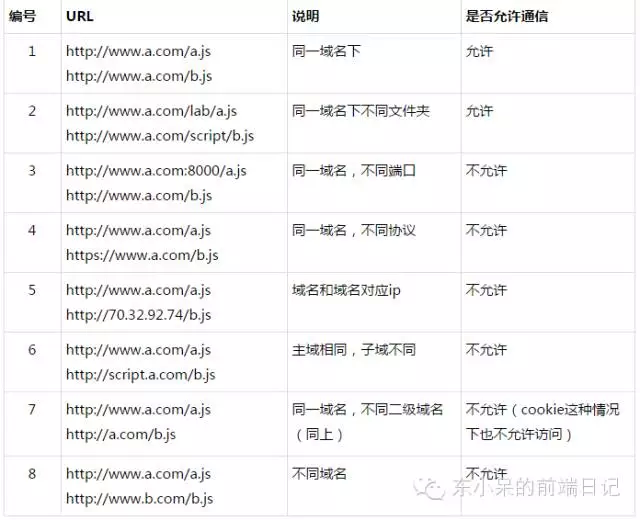 编号 URL 说明 是否允许通信
1 http://www.a.com/a.js 同一域名下 允许
http://www.a.com/b.js
2 http://www.a.com/lab/a.js 同一域名下不同文件夹 允许
http://www.a.com/script/b.js
3 http://www.a.com:8000/a.js 同一域名，不同端口 不允许
http://www.a.com/b.js
4 http://www.a.com/a.js 同一域名，不同协议 不允许
https://www.a.com/b.js
5 http://www.a.com/a.js 域名和域名对应ip 不允许
http://70.32.92.74/b.js
6 http://www.a.com/a.js 主域相同，子域不同 不允许
http://script.a.com/b.js
7 http://www.a.com/a.js 同一域名，不同二级域名 不允许（cookie这种情况
http://a.com/b.js （同上） 下也不允许访问）
8 http://www.a.com/a.js 不同域名 不允许
http://www.b.com/b.js
东小呆的前端日记